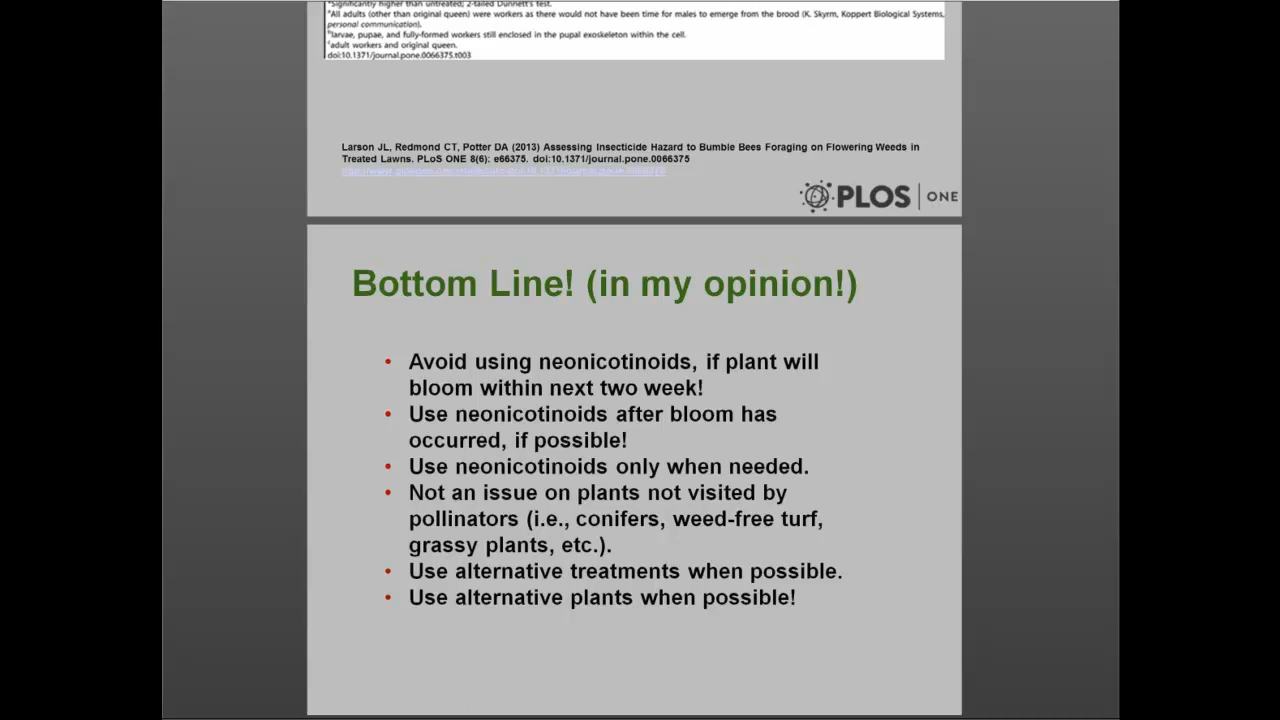 *Significantly higher than untreated; 2-tailed Dunnett's test.
aAll adults (other than original queen) were workers as there would not have been time for males to emerge from the brood (K. Skyrm, Koppert Biological Systems,
personal communication).
blarvae, pupae, and fully-formed workers still enclosed in the pupal exoskeleton within the cell.
cadult workers and original queen.
doi:10.1371/journal.pone.0066375.t003
Larson JL, Redmond CT, Potter DA (2013) Assessing Insecticide Hazard to Bumble Bees Foraging on Flowering Weeds in
Treated Lawns. PLoS ONE 8(6): e66375. doi:10.1371/journal.pone.0066375
PLOS ONE
Bottom Line! (in my opinion!)
• Avoid using neonicotinoids, if plant will
bloom within next two week!
• Use neonicotinoids after bloom has
occurred, if possible!
• Use neonicotinoids only when needed.
• Not an issue on plants not visited by
pollinators (i.e., conifers, weed-free turf,
grassy plants, etc.).
• Use alternative treatments when possible.
• Use alternative plants when possible!